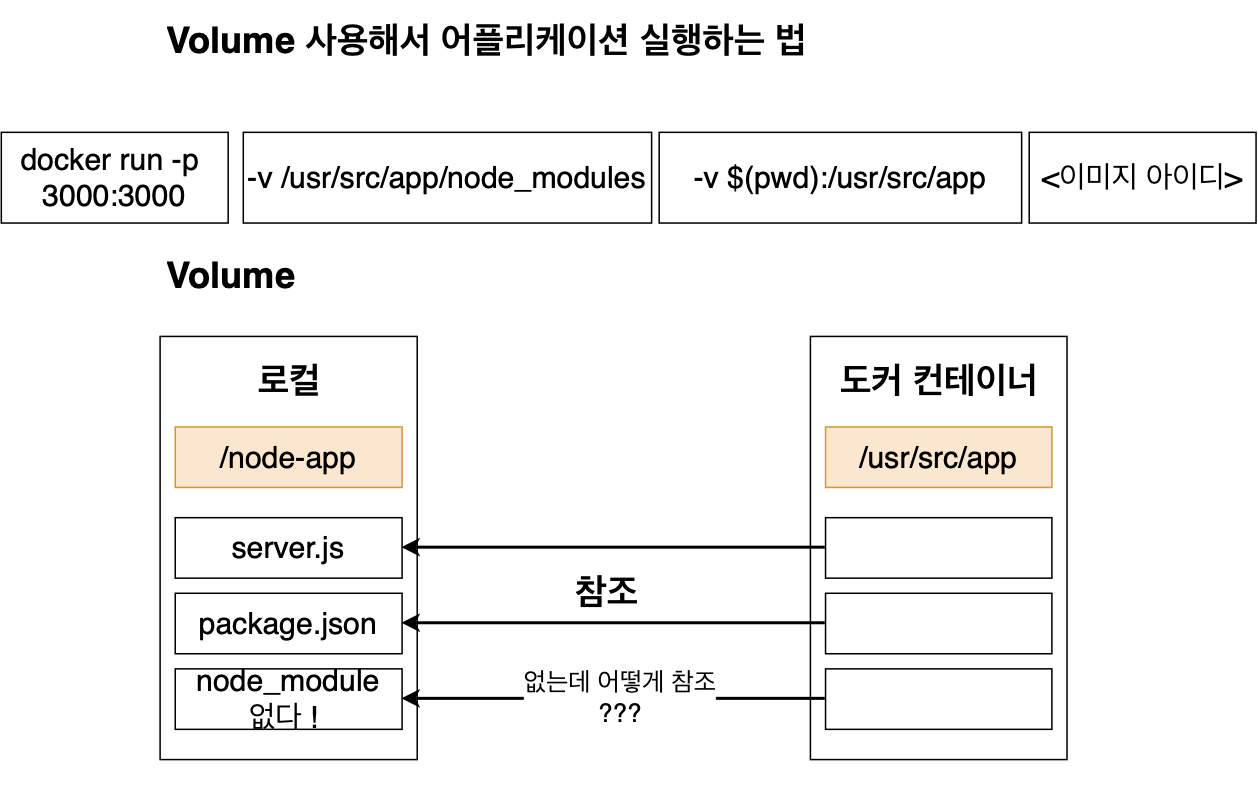 Volume 사용해서 어플리케이션 실행하는 법
docker run -p
3000:3000
-v /usr/src/app/node_modules
-v $(pwd):/usr/src/app
<이미지 아이디>
Volume
로컬
도커 컨테이너
/node-app
/usr/src/app
server.js
참조
package.json
node_module
없다 !
없는데 어떻게 참조
???